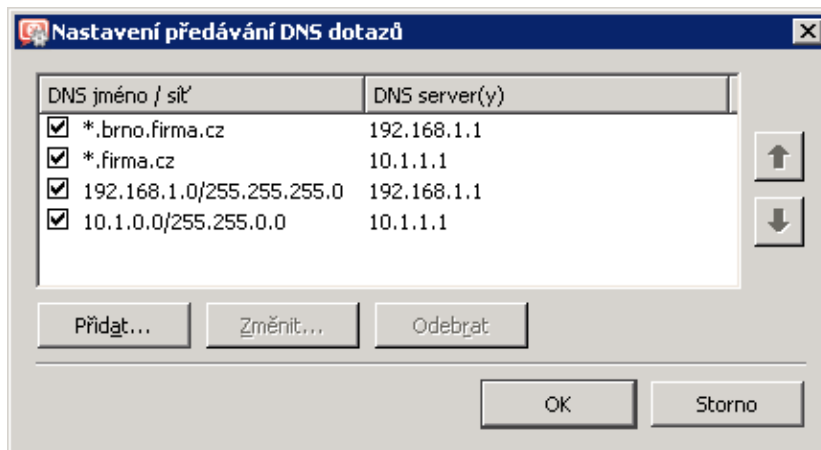 Nastavení předávání DNS dotazů
DNS jméno / síť DNS server(y)
*.brno.firma.cz 192.168.1.1
*.firma.cz 10.1.1.1
192.168.1.0/255.255.255.0 192.168.1.1
10.1.0.0/255.255.0.0 10.1.1.1
Přidat... Změnit... Odebrat
OK Storno